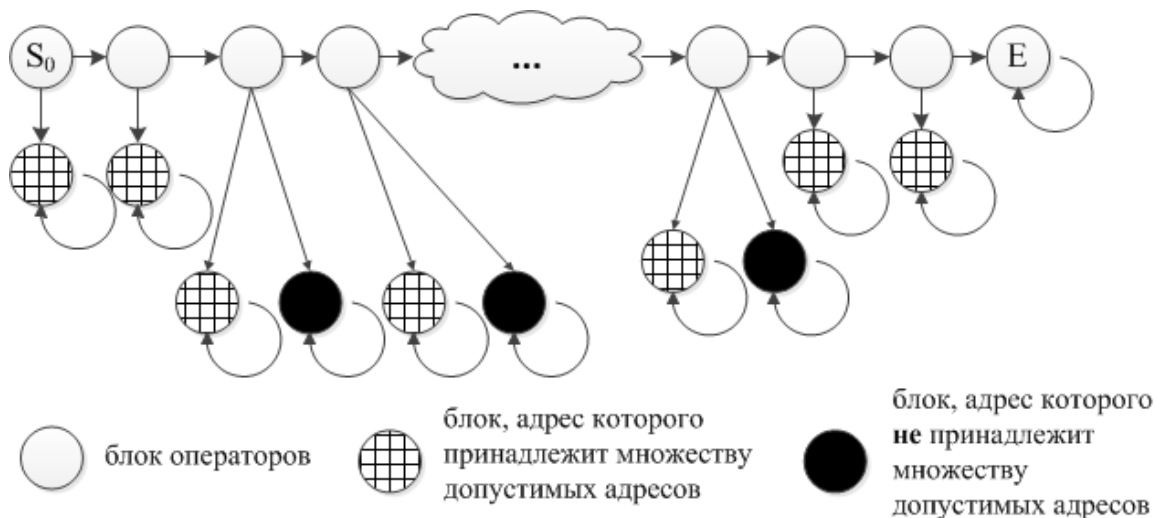 S0
...
E
блок операторов
блок, адрес которого
принадлежит множеству
допустимых адресов
блок, адрес которого
не принадлежит
множеству
допустимых адресов